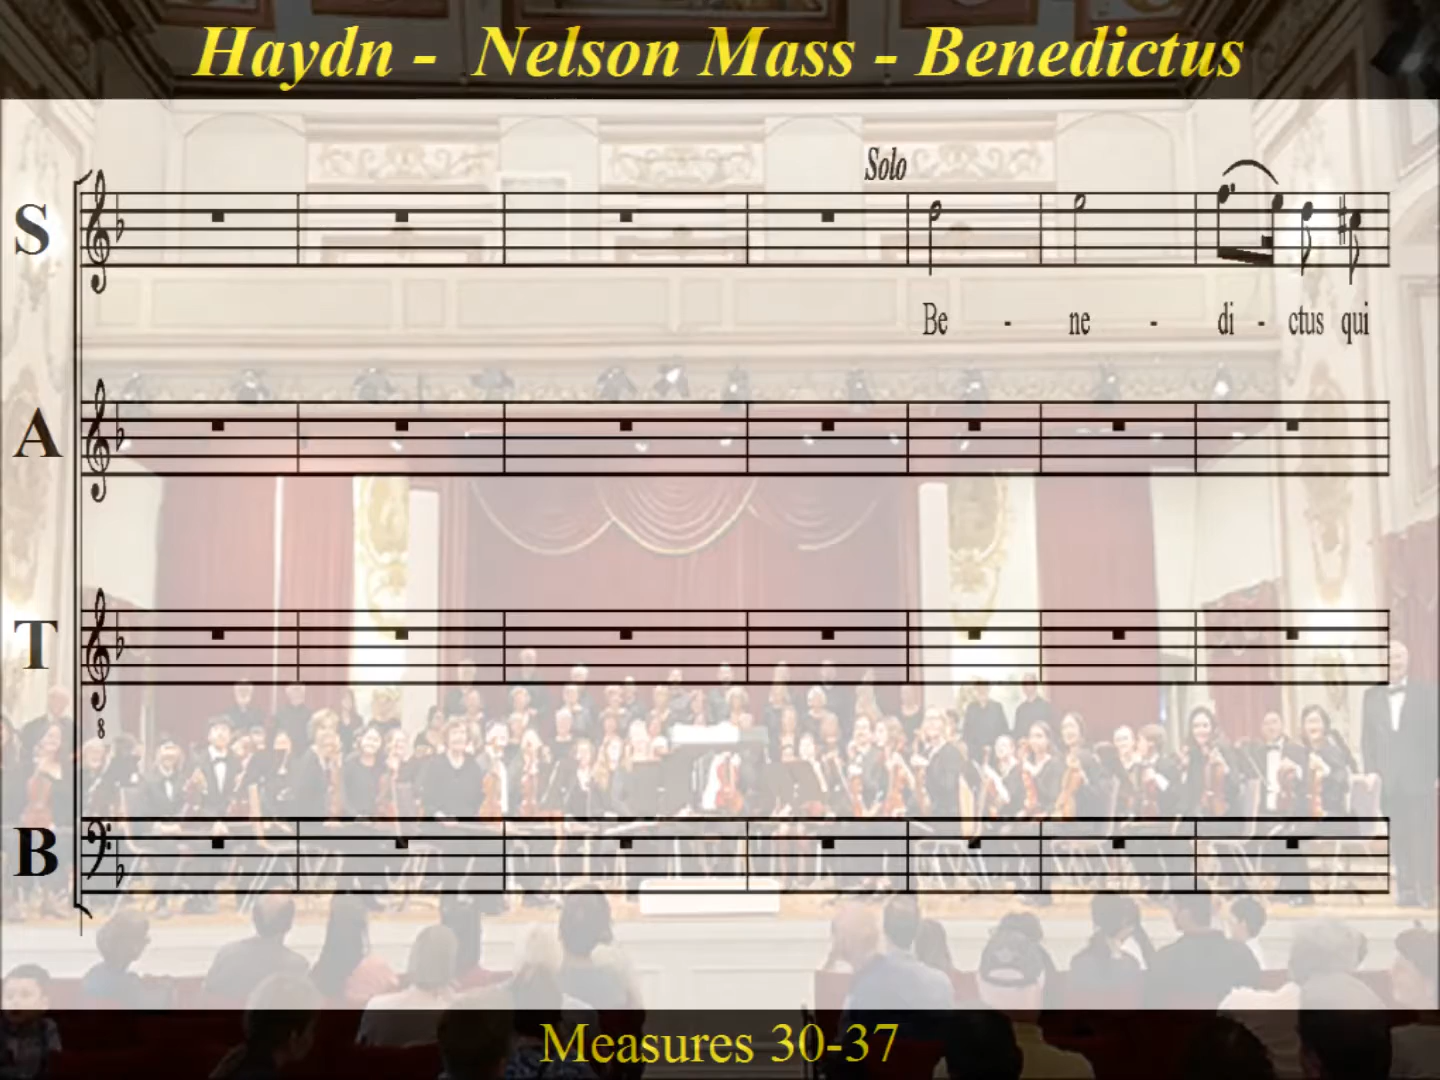 Haydn - Nelson Mass - Benedictus
Solo
S
Be - ne - di - ctus qui
A
T
8
B
Measures 30-37